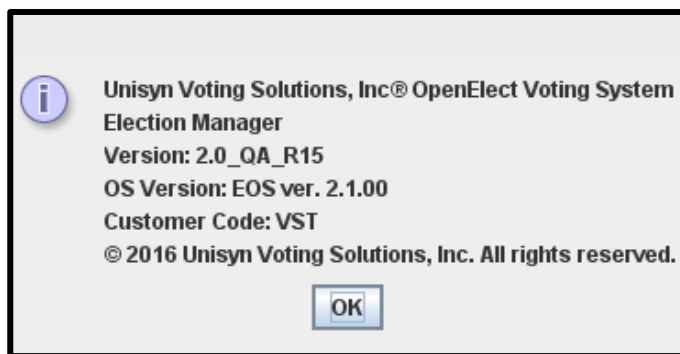 Unisyn Voting Solutions, Inc® OpenElect Voting System
Election Manager
Version: 2.0_QA_R15
OS Version: EOS ver. 2.1.00
Customer Code: VST
© 2016 Unisyn Voting Solutions, Inc. All rights reserved.
OK